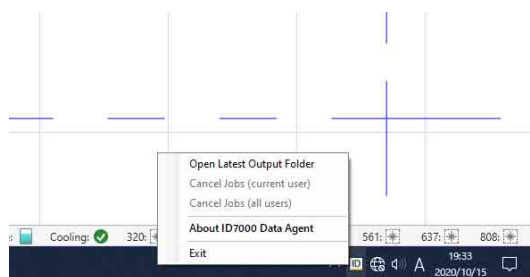 Open Latest Output Folder
Cancel Jobs (current user)
Cancel Jobs (all users)
About ID7000 Data Agent
Exit
Cooling:
320:
561:
637:
808:
ID
A
19:33
2020/10/15